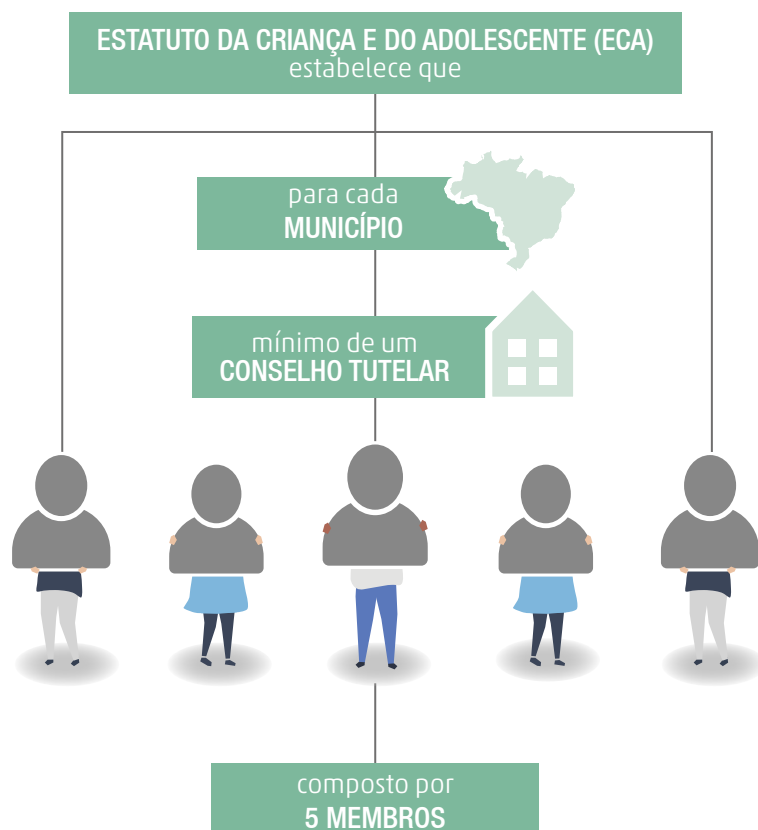 ESTATUTO DA CRIANÇA E DO ADOLESCENTE (ECA)
estabelece que
para cada
MUNICÍPIO
mínimo de um
CONSELHO TUTELAR
composto por
5 MEMBROS